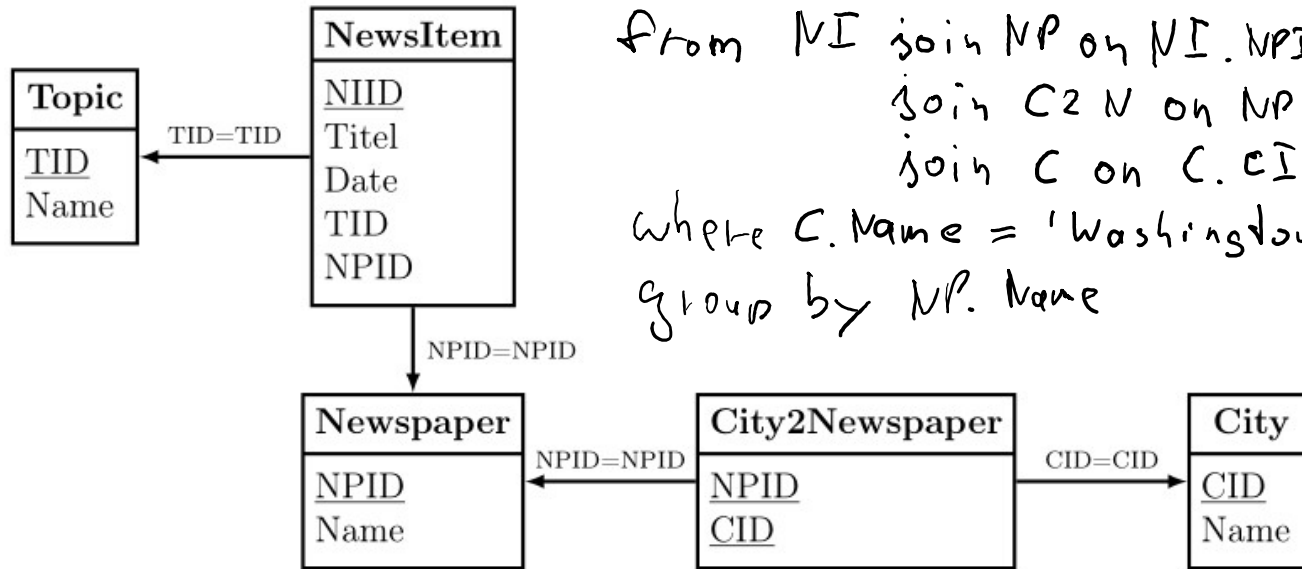 NewsItem
NIID
Titel
Date
TID
NPID
Topic
TID
Name
TID=TID
from NI join NP on NI.NPI
join C2N on NP
join C on C.CI
where C.Name = 'Washington
group by NP.Name
NPID=NPID
Newspaper
NPID
Name
NPID=NPID
City2Newspaper
NPID
CID
CID=CID
City
CID
Name